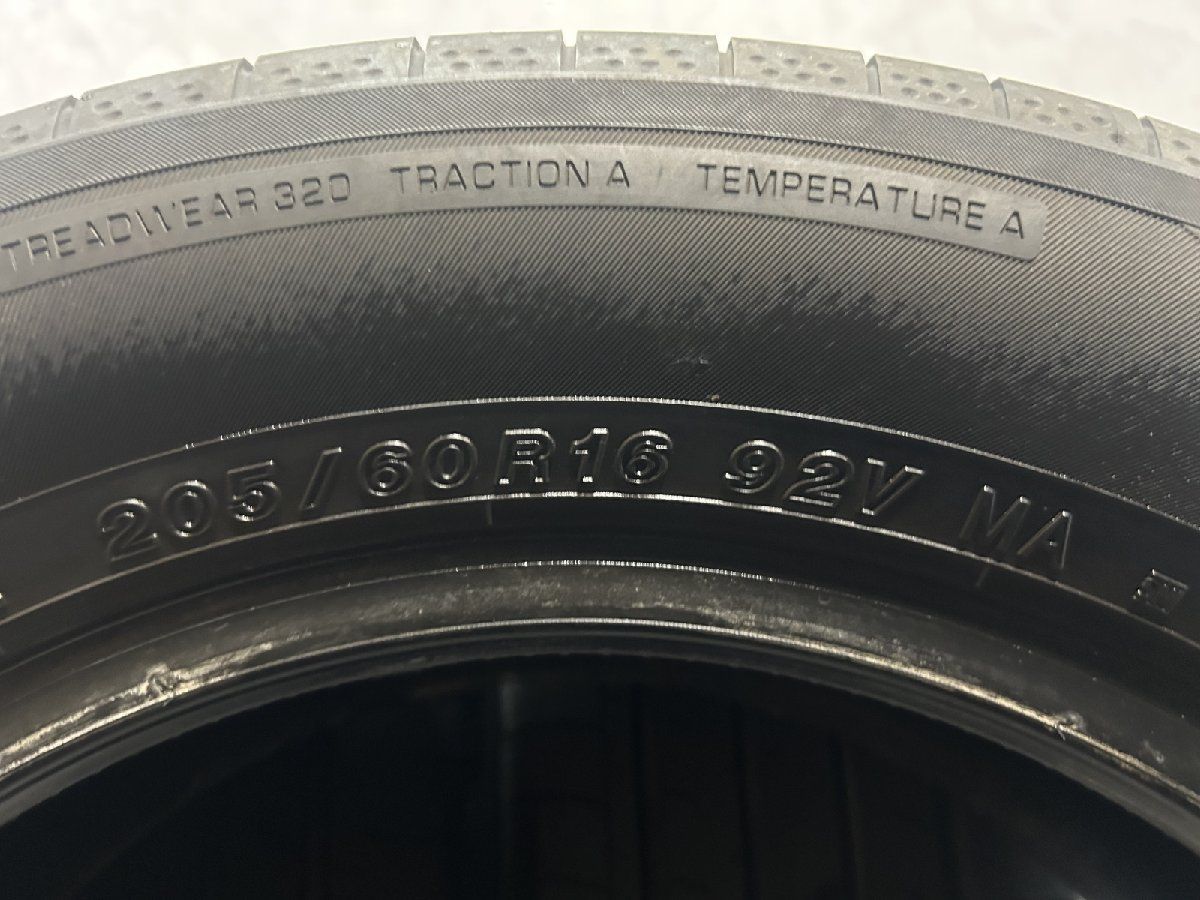 TREADWEAR 320 TRACTION A TEMPERATURE A
205/60R16 92V MA